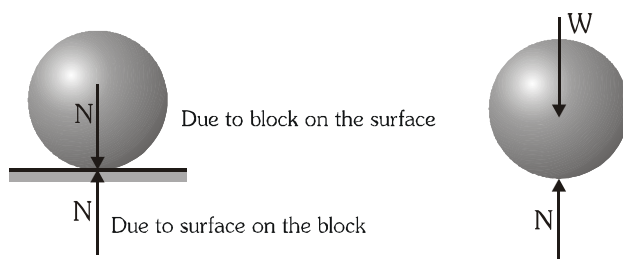 W
N
Due to block on the surface
N
Due to surface on the block
N